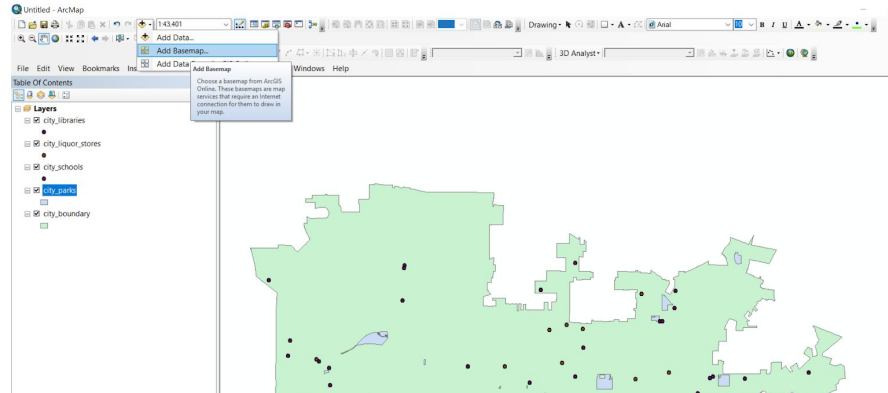 Untitled - ArcMap
1:43,401
Drawing
Arial
10
B I U A
Add Data...
Add Basemap...
Add Data
3D Analyst
File Edit View Bookmarks Ins
Windows Help
Add Basemap
Choose a basemap from ArcGIS
Online. These basemaps are map
services that require an Internet
connection for them to draw in
your map.
Table Of Contents
Layers
city_libraries
city_liquor_stores
city_schools
city_parks
city_boundary